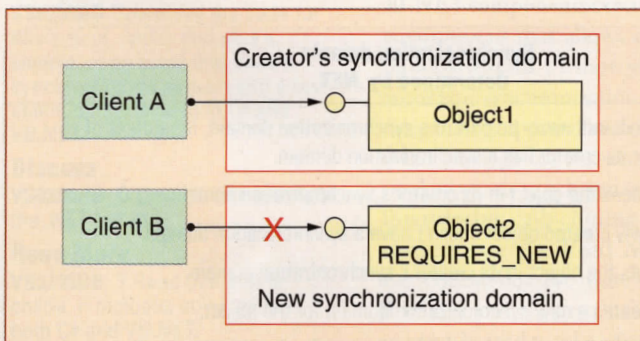 Creator's synchronization domain
Client A
Object1
Client B
X
Object2
REQUIRES_NEW
New synchronization domain